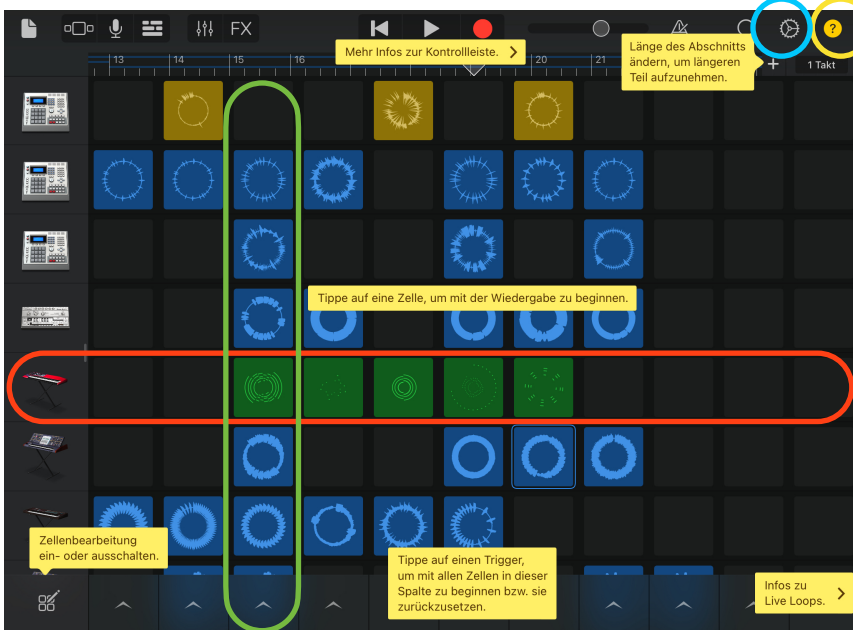 FX
?
Mehr Infos zur Kontrollleiste.
Länge des Abschnitts
ändern, um längeren
Teil aufzunehmen.
13
14
15
16
20
21
+
1 Takt
Tippe auf eine Zelle, um mit der Wiedergabe zu beginnen.
Zellenbearbeitung
ein- oder ausschalten.
Tippe auf einen Trigger,
um mit allen Zellen in dieser
Spalte zu beginnen bzw. sie
zurückzusetzen.
Infos zu
Live Loops.